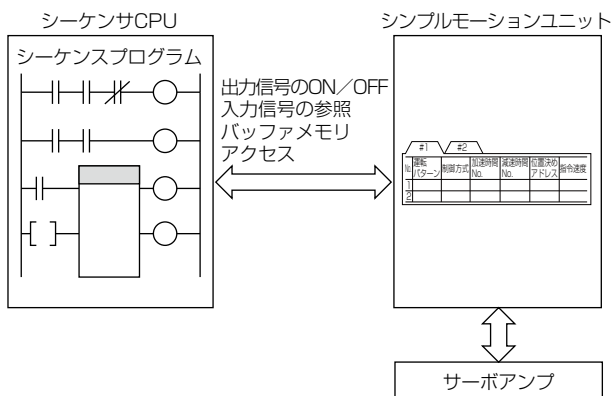 シーケンサCPU
シンプルモーションユニット
シーケンスプログラム
出力信号のON／OFF
入力信号の参照
バッファメモリ
アクセス
#1 #2
No. 運転パターン 制御方式 加速時間No. 減速時間No. 位置決めアドレス 指令速度
1
2
サーボアンプ